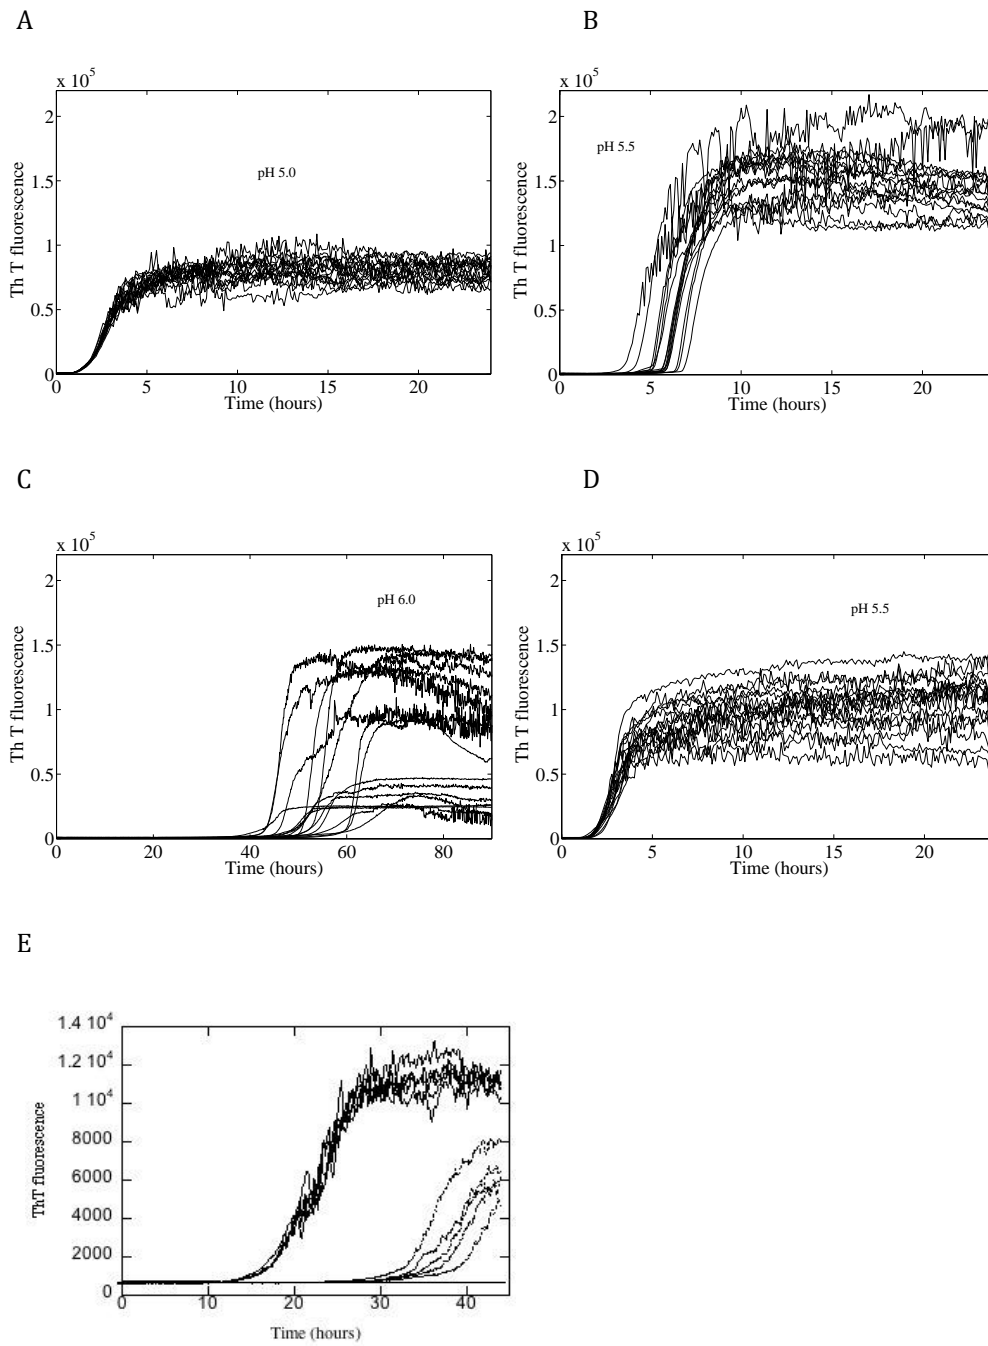 A
x 10^5
2
1.5
1
0.5
0
Th T fluorescence
pH 5.0
0 5 10 15 20
Time (hours)
B
x 10^5
2
1.5
1
0.5
0
Th T fluorescence
pH 5.5
0 5 10 15 20
Time (hours)
C
x 10^5
2
1.5
1
0.5
0
Th T fluorescence
pH 6.0
0 20 40 60 80
Time (hours)
D
x 10^5
2
1.5
1
0.5
0
Th T fluorescence
pH 5.5
0 5 10 15 20
Time (hours)
E
1.4 10^4
1.2 10^4
1 10^4
8000
6000
4000
2000
0
ThT fluorescence
0 10 20 30 40
Time (hours)